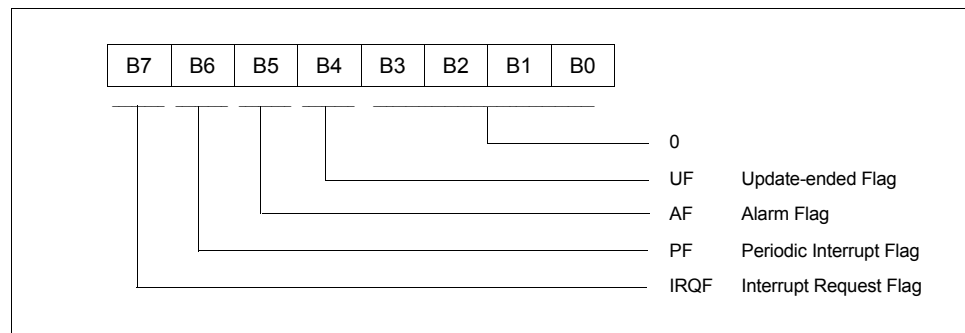 B7 B6 B5 B4 B3 B2 B1 B0
0
UF Update-ended Flag
AF Alarm Flag
PF Periodic Interrupt Flag
IRQF Interrupt Request Flag